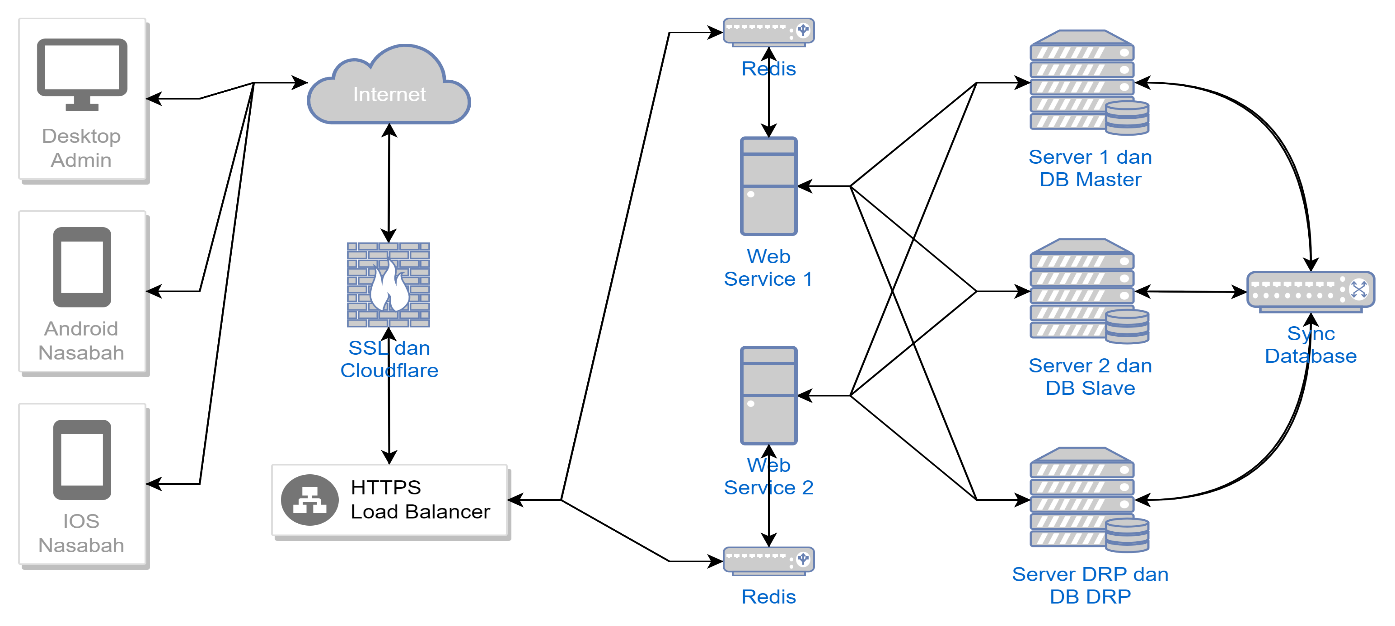 Desktop
Admin
Android
Nasabah
IOS
Nasabah
Internet
SSL dan
Cloudflare
HTTPS
Load Balancer
Redis
Web
Service 1
Web
Service 2
Redis
Server 1 dan
DB Master
Server 2 dan
DB Slave
Server DRP dan
DB DRP
Sync
Database